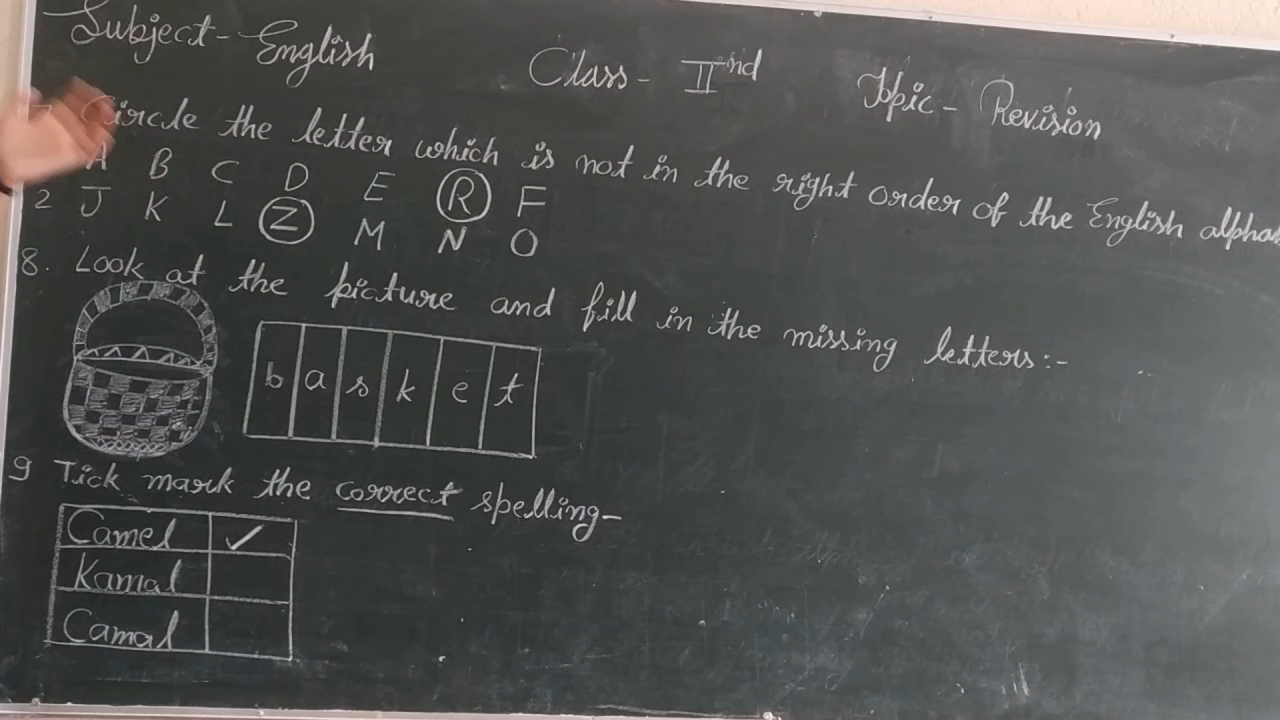 Subject- English Class- IInd Topic- Revision
Circle the letter which is not in the right order of the English
A B C D E R F
2 J K L Z M N O
8. Look at the picture and fill in the missing letters:-
b a s k e t
9 Tick mark the correct spelling-
Camel ✓
Kamal
Camal